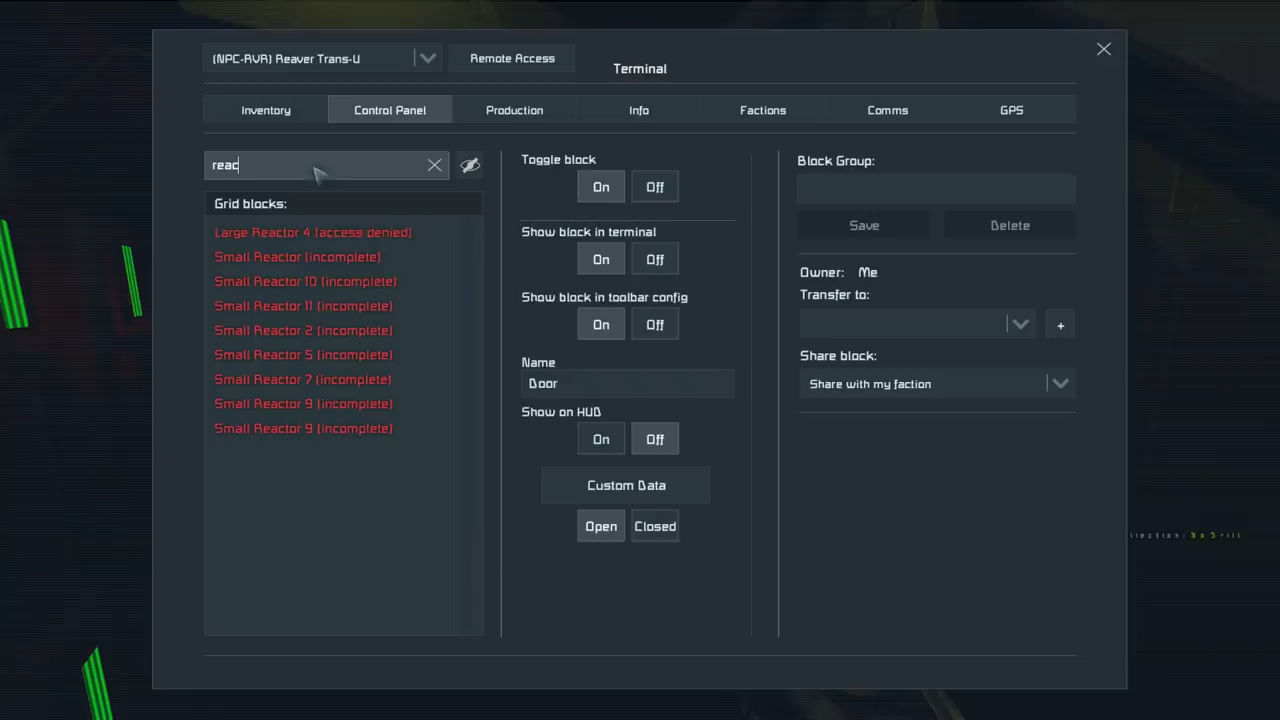 (NPC-RVR) Reaver Trans-U
Remote Access
Terminal
Inventory
Control Panel
Production
Info
Factions
Comms
GPS
reac
Grid blocks:
Large Reactor 4 (access denied)
Small Reactor (incomplete)
Small Reactor 10 (incomplete)
Small Reactor 11 (incomplete)
Small Reactor 2 (incomplete)
Small Reactor 5 (incomplete)
Small Reactor 7 (incomplete)
Small Reactor 9 (incomplete)
Small Reactor 9 (incomplete)
Toggle block
On Off
Show block in terminal
On Off
Show block in toolbar config
On Off
Name
Door
Show on HUD
On Off
Custom Data
Open Closed
Block Group:
Save Delete
Owner: Me
Transfer to:
+
Share block:
Share with my faction